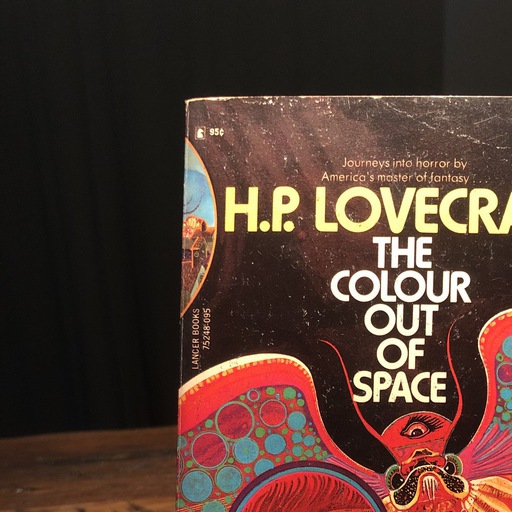 95¢
Journeys into horror by
America's master of fantasy
H.P. LOVECRA
THE
COLOUR
OUT
OF
SPACE
LANCER BOOKS
75248-095